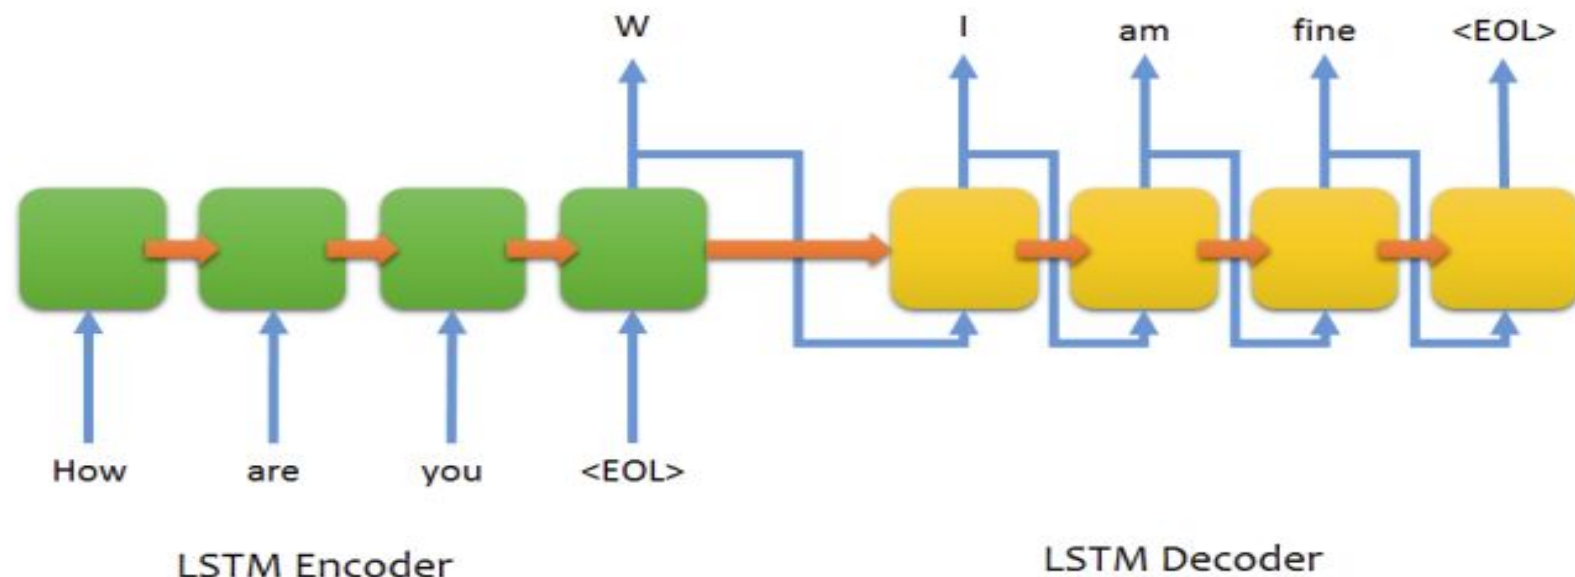 W I am fine <EOL>
How are you <EOL>
LSTM Encoder LSTM Decoder